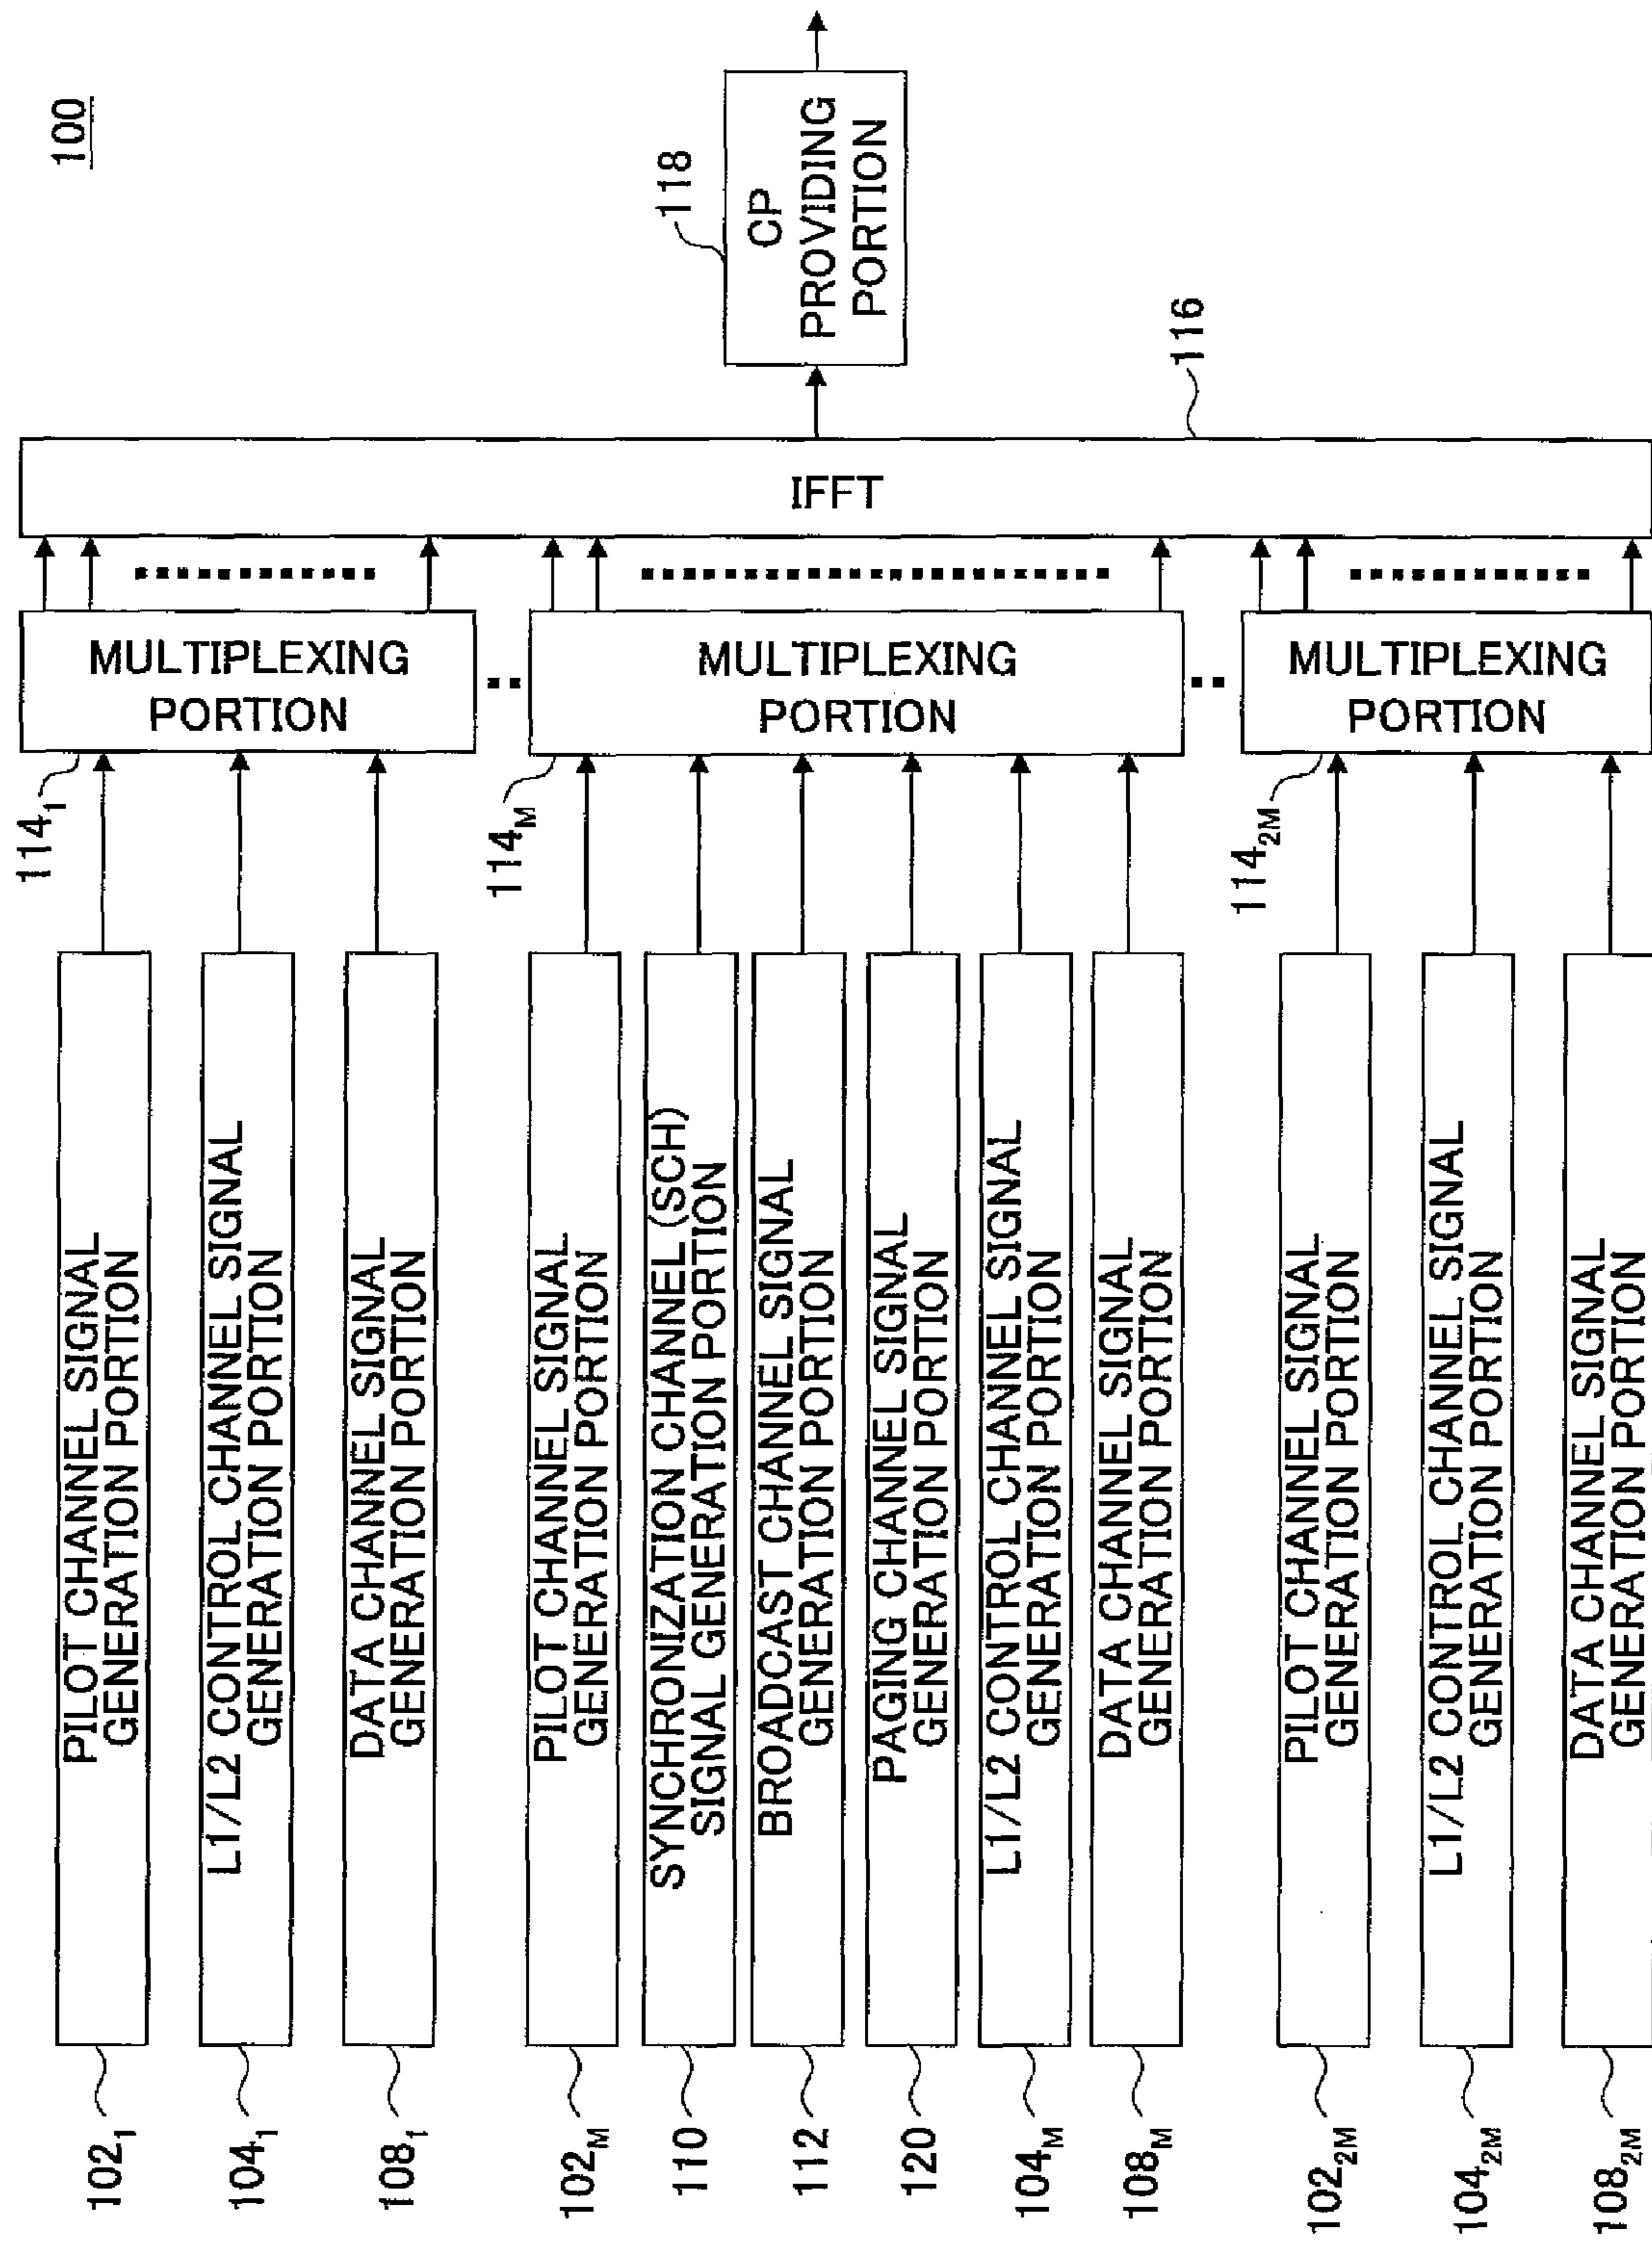 100
102₁
PILOT CHANNEL SIGNAL
GENERATION PORTION
104₁
L1/L2 CONTROL CHANNEL SIGNAL
GENERATION PORTION
108₁
DATA CHANNEL SIGNAL
GENERATION PORTION
114₁
MULTIPLEXING
PORTION
102M
PILOT CHANNEL SIGNAL
GENERATION PORTION
110
SYNCHRONIZATION CHANNEL (SCH)
SIGNAL GENERATION PORTION
112
BROADCAST CHANNEL SIGNAL
GENERATION PORTION
120
PAGING CHANNEL SIGNAL
GENERATION PORTION
104M
L1/L2 CONTROL CHANNEL SIGNAL
GENERATION PORTION
108M
DATA CHANNEL SIGNAL
GENERATION PORTION
114M
MULTIPLEXING
PORTION
102₂M
PILOT CHANNEL SIGNAL
GENERATION PORTION
104₂M
L1/L2 CONTROL CHANNEL SIGNAL
GENERATION PORTION
108₂M
DATA CHANNEL SIGNAL
GENERATION PORTION
114₂M
MULTIPLEXING
PORTION
IFFT
116
118
CP
PROVIDING
PORTION